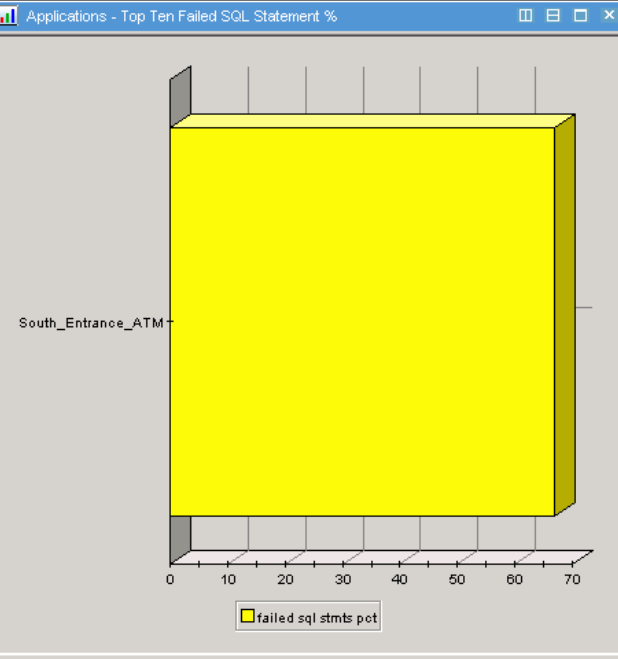 Applications - Top Ten Failed SQL Statement %
South_Entrance_ATM
0 10 20 30 40 50 60 70
failed sql stmts pct